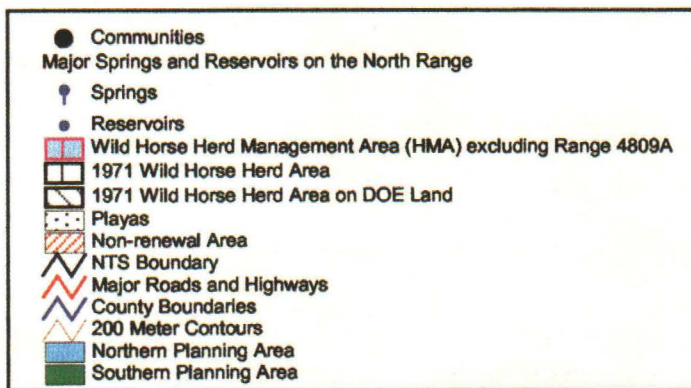 Communities
Major Springs and Reservoirs on the North Range
Springs
Reservoirs
Wild Horse Herd Management Area (HMA) excluding Range 4809A
1971 Wild Horse Herd Area
1971 Wild Horse Herd Area on DOE Land
Playas
Non-renewal Area
NTS Boundary
Major Roads and Highways
County Boundaries
200 Meter Contours
Northern Planning Area
Southern Planning Area